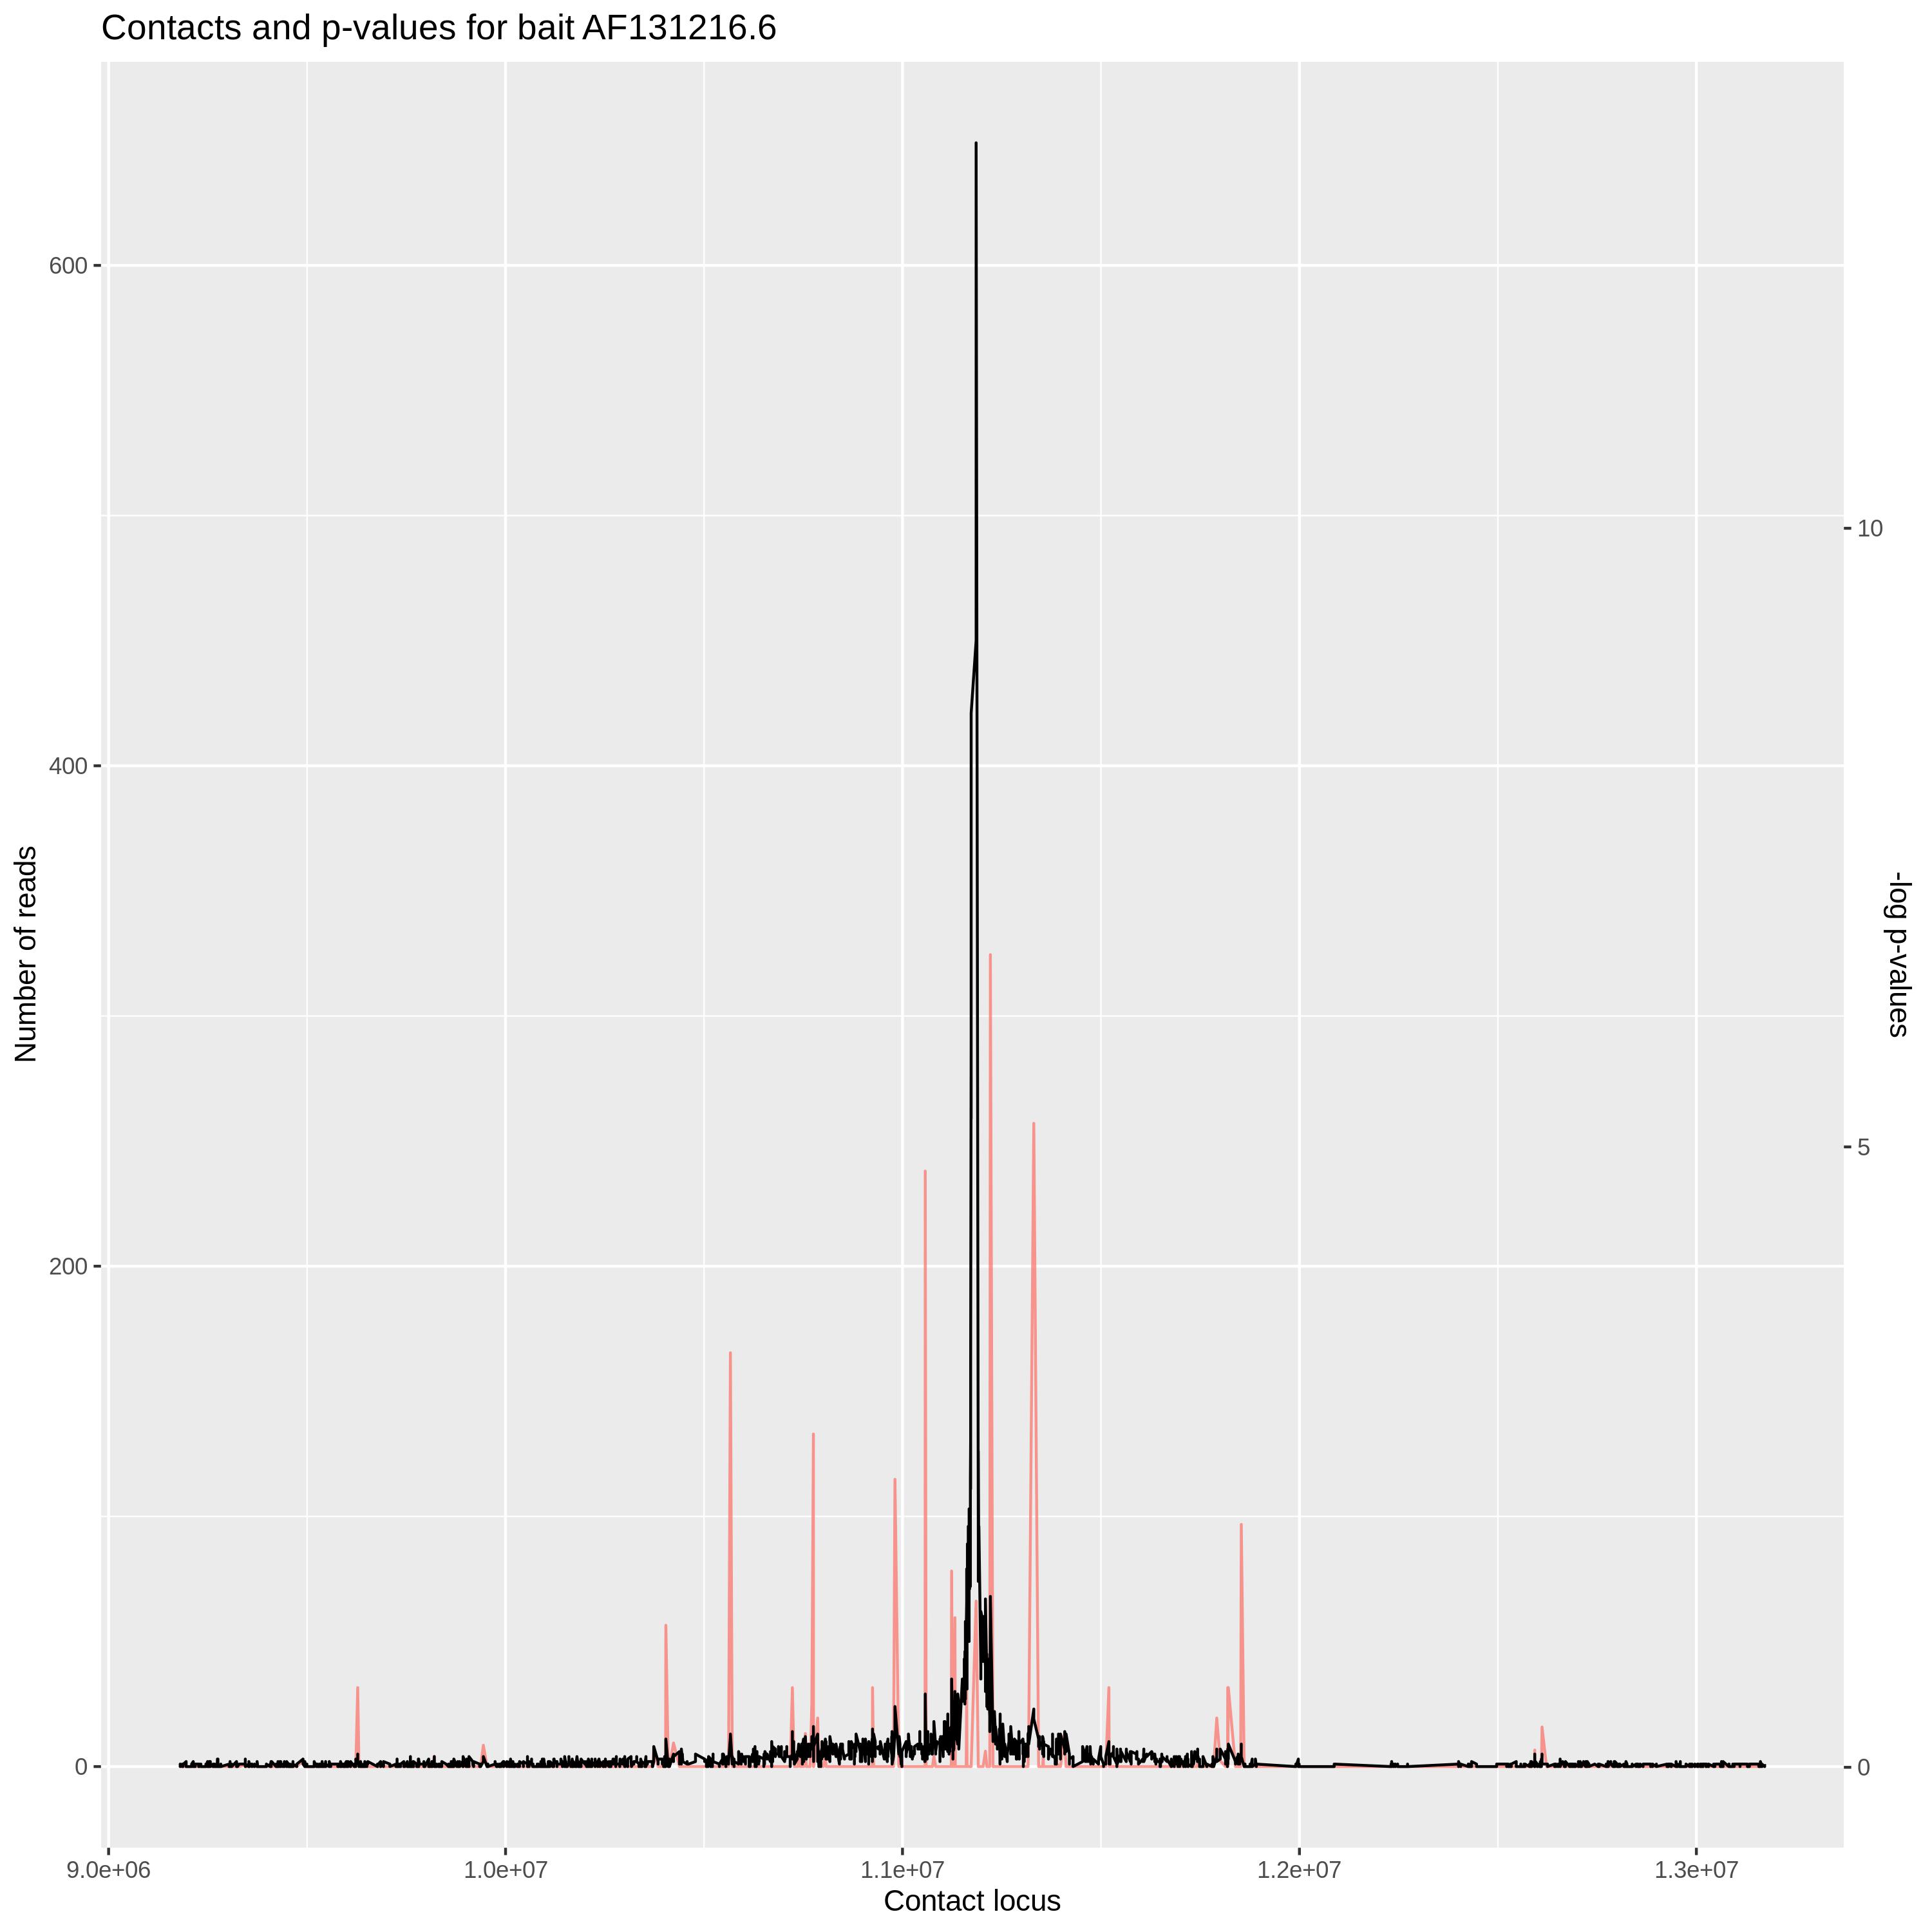 Contacts and p-values for bait AF131216.6
600
400
200
0
Number of reads
10
5
0
-log p-values
9.0e+06
1.0e+07
1.1e+07
1.2e+07
1.3e+07
Contact locus